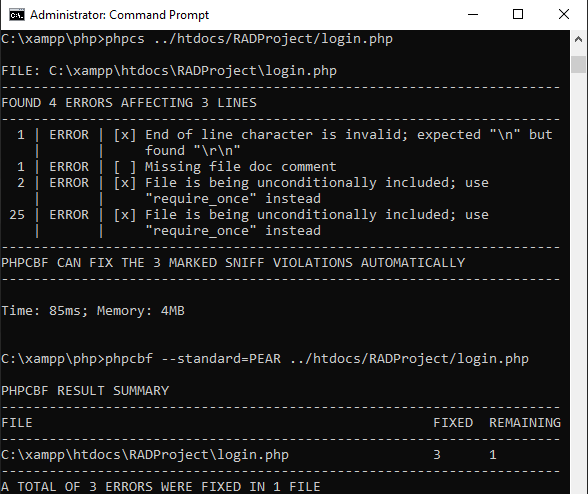 Administrator: Command Prompt
C:\xampp\php>phpcs ../htdocs/RADProject/login.php
FILE: C:\xampp\htdocs\RADProject\login.php
----------------------------------------------------------------------
FOUND 4 ERRORS AFFECTING 3 LINES
----------------------------------------------------------------------
  1 | ERROR | [x] End of line character is invalid; expected "\n" but
    |       |     found "\r\n"
  1 | ERROR | [ ] Missing file doc comment
  2 | ERROR | [x] File is being unconditionally included; use
    |       |     "require_once" instead
 25 | ERROR | [x] File is being unconditionally included; use
    |       |     "require_once" instead
----------------------------------------------------------------------
PHPCBF CAN FIX THE 3 MARKED SNIFF VIOLATIONS AUTOMATICALLY
----------------------------------------------------------------------
Time: 85ms; Memory: 4MB
C:\xampp\php>phpcbf --standard=PEAR ../htdocs/RADProject/login.php
PHPCBF RESULT SUMMARY
----------------------------------------------------------------------
FILE                                                  FIXED  REMAINING
----------------------------------------------------------------------
C:\xampp\htdocs\RADProject\login.php                  3      1
----------------------------------------------------------------------
A TOTAL OF 3 ERRORS WERE FIXED IN 1 FILE